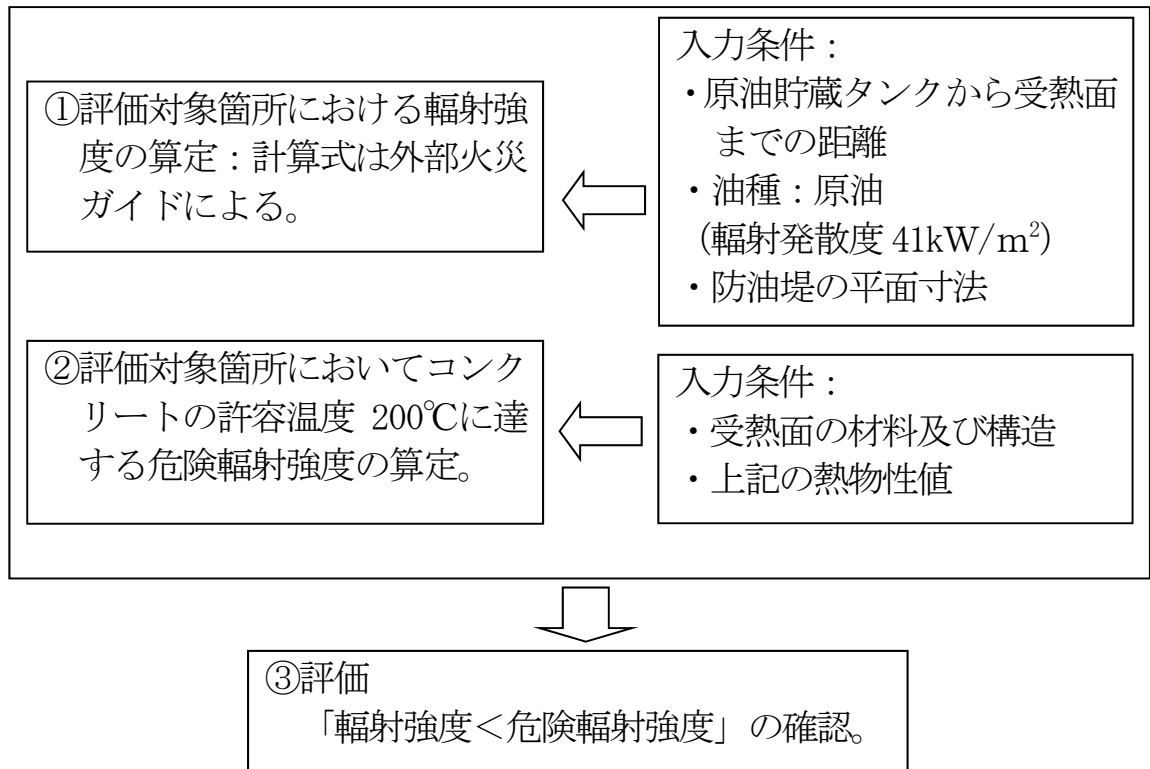 ①評価対象箇所における輻射強
度の算定：計算式は外部火災
ガイドによる。
入力条件：
・原油貯蔵タンクから受熱面
までの距離
・油種：原油
(輻射発散度 41kW/m²)
・防油堤の平面寸法
②評価対象箇所においてコンク
リートの許容温度 200℃に達
する危険輻射強度の算定。
入力条件：
・受熱面の材料及び構造
・上記の熱物性値
③評価
「輻射強度＜危険輻射強度」の確認。